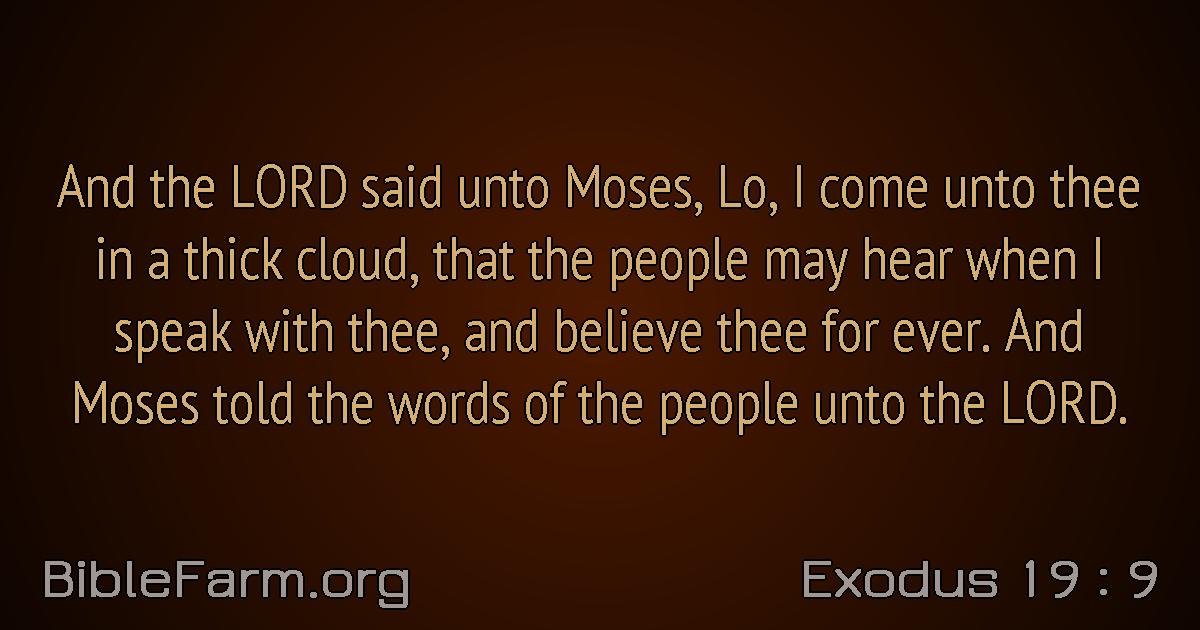 And the LORD said unto Moses, Lo, I come unto thee
in a thick cloud, that the people may hear when I
speak with thee, and believe thee for ever. And
Moses told the words of the people unto the LORD.
BibleFarm.org
Exodus 19 : 9